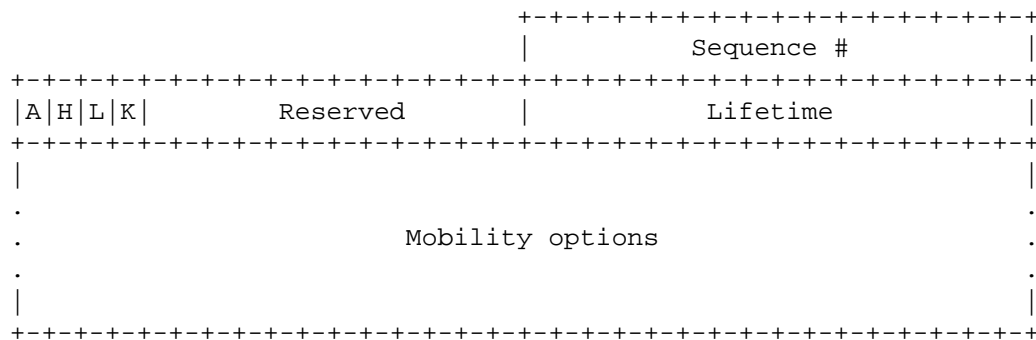 +-+-+-+-+-+-+-+-+-+-+-+-+-+-+-+-+-+
| Sequence # |
+-+-+-+-+-+-+-+-+-+-+-+-+-+-+-+-+-+-+-+-+-+-+-+-+-+-+-+-+-+-+-+-+-+
|A|H|L|K| Reserved | Lifetime |
+-+-+-+-+-+-+-+-+-+-+-+-+-+-+-+-+-+-+-+-+-+-+-+-+-+-+-+-+-+-+-+-+-+
| |
. .
. Mobility options .
. .
| |
+-+-+-+-+-+-+-+-+-+-+-+-+-+-+-+-+-+-+-+-+-+-+-+-+-+-+-+-+-+-+-+-+-+